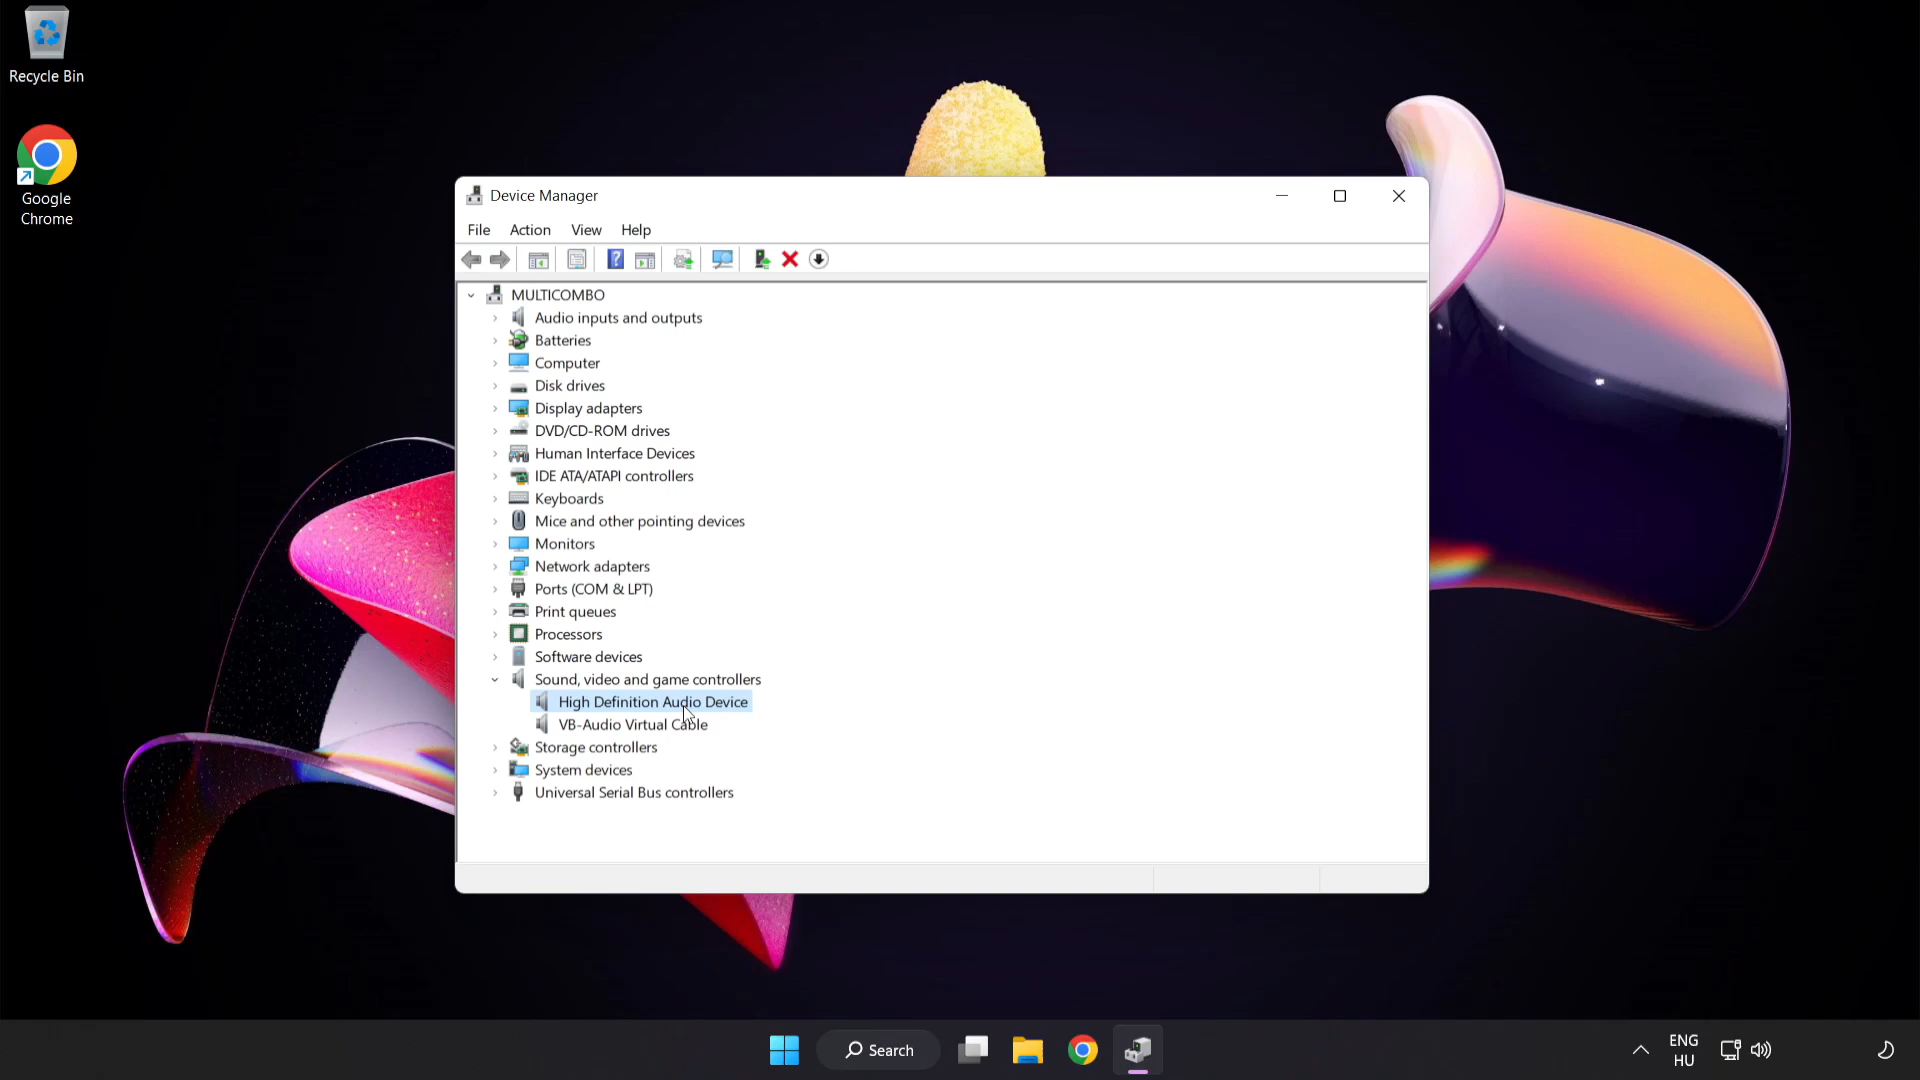 Recycle Bin
Google
Chrome
Device Manager
File Action View Help
MULTICOMBO
Audio inputs and outputs
Batteries
Computer
Disk drives
Display adapters
DVD/CD-ROM drives
Human Interface Devices
IDE ATA/ATAPI controllers
Keyboards
Mice and other pointing devices
Monitors
Network adapters
Ports (COM & LPT)
Print queues
Processors
Software devices
Sound, video and game controllers
High Definition Audio Device
VB-Audio Virtual Cable
Storage controllers
System devices
Universal Serial Bus controllers
Search
ENG
HU